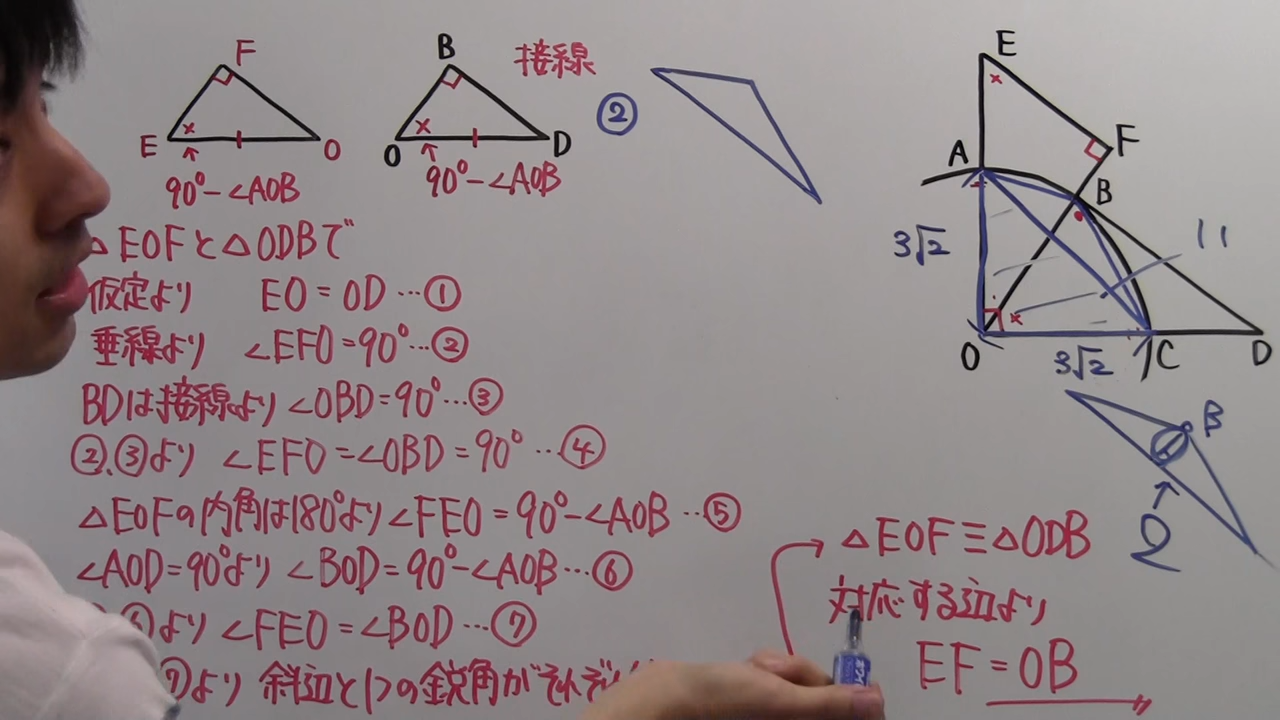 F
E
×
O
90°-∠AOB
B
接線
O
×
D
90°-∠AOB
②
△EOFと△ODBで
仮定より EO=OD…①
垂線より ∠EFO=90°…②
BDは接線より∠OBD=90°…③
②,③より ∠EFO=∠OBD=90°…④
△EOFの内角は180°より∠FEO=90°-∠AOB…⑤
∠AOD=90°より ∠BOD=90°-∠AOB…⑥
⑥より ∠FEO=∠BOD…⑦
⑦より 斜辺と1つの鋭角がそれぞれ
E
×
F
A
B
3√2
11
×
O
3√2
C
D
B
2
△EOF≡△ODB
対応する辺より
EF=OB